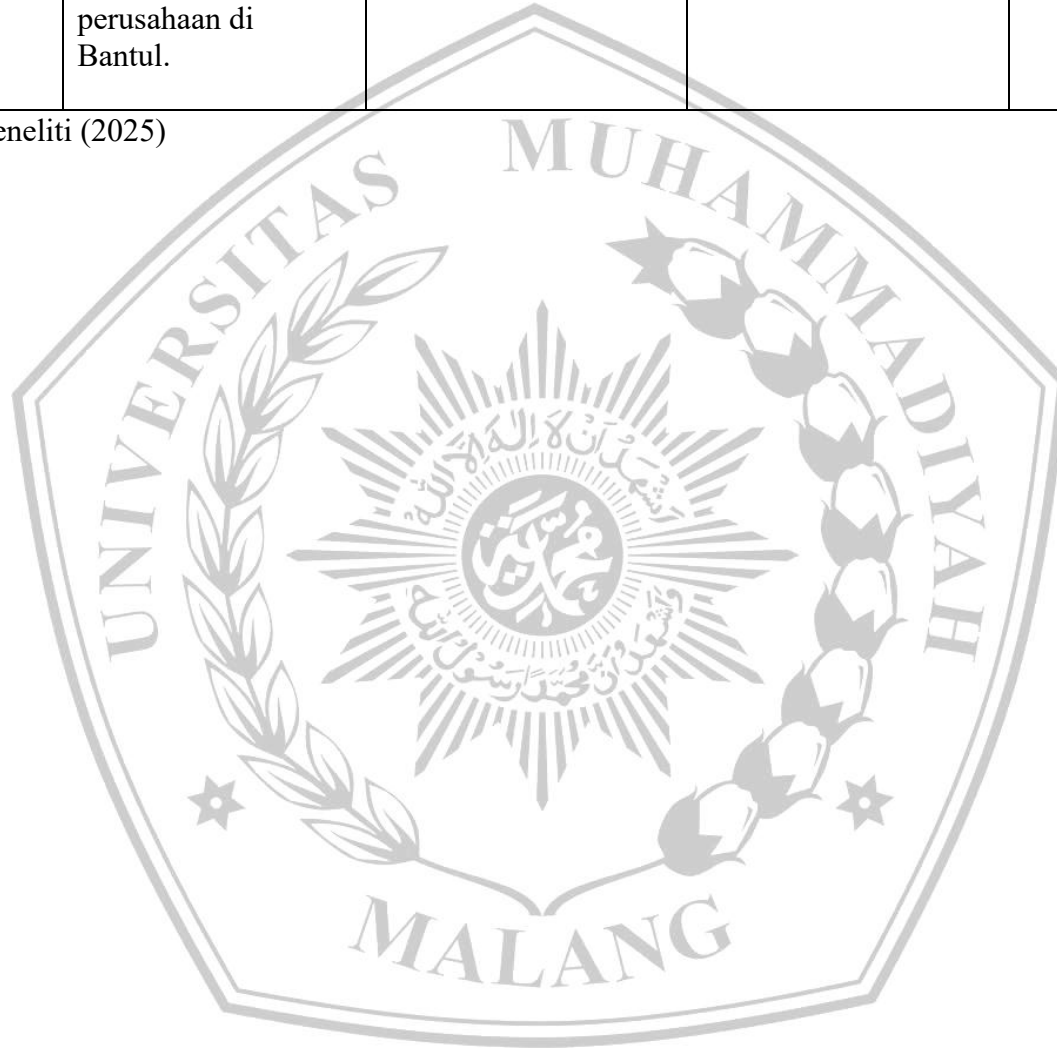 perusahaan di
Bantul.
eneliti (2025)
UNIVERSITAS MUHAMMADIYAH
MALANG